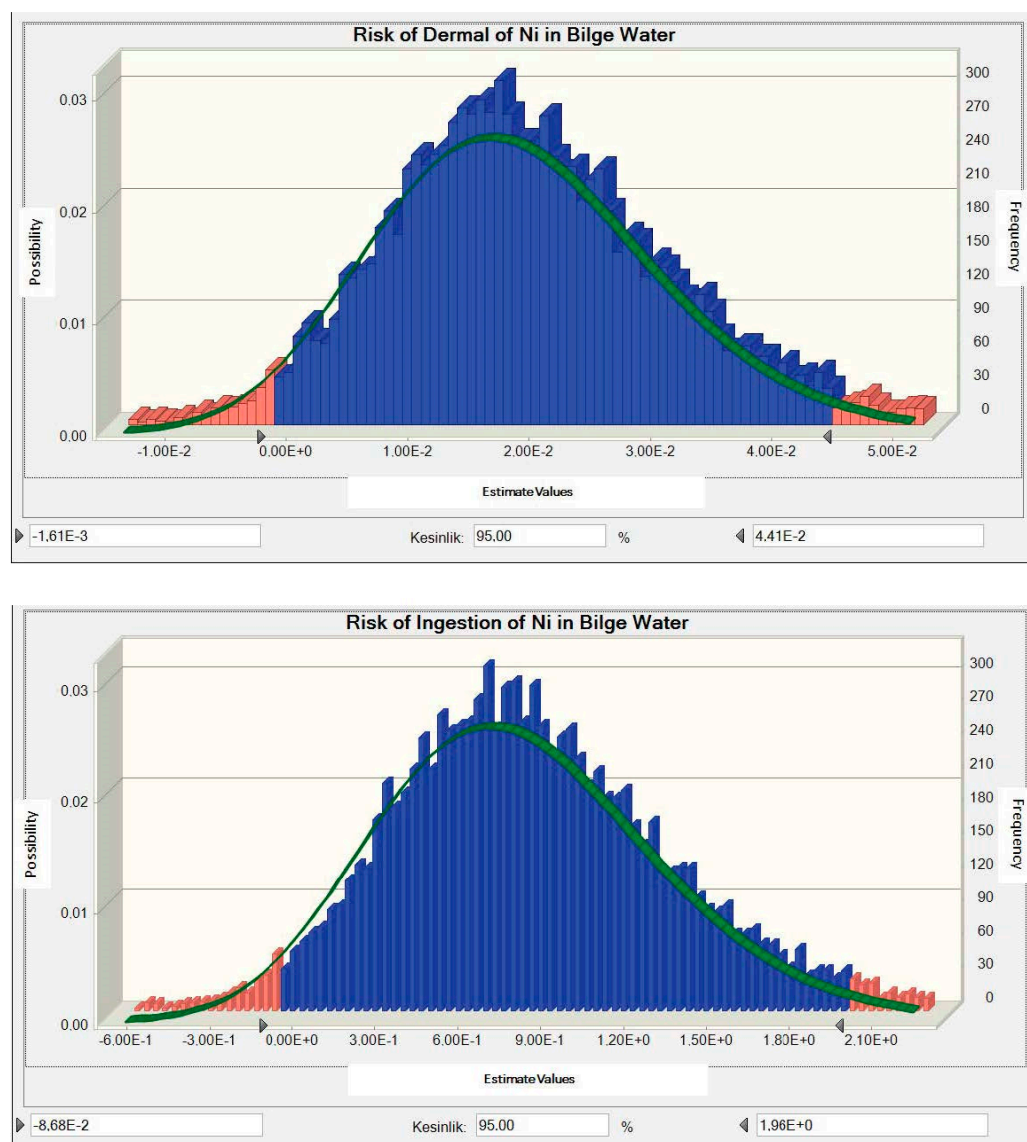 Risk of Dermal of Ni in Bilge Water
0.03
0.02
0.01
0.00
Possibility
300
270
240
210
180
150
120
90
60
30
0
Frequency
-1.00E-2 0.00E+0 1.00E-2 2.00E-2 3.00E-2 4.00E-2 5.00E-2
Estimate Values
-1.61E-3 Kesinlik: 95.00 % 4.41E-2
Risk of Ingestion of Ni in Bilge Water
0.03
0.02
0.01
0.00
Possibility
300
270
240
210
180
150
120
90
60
30
0
Frequency
-6.00E-1 -3.00E-1 0.00E+0 3.00E-1 6.00E-1 9.00E-1 1.20E+0 1.50E+0 1.80E+0 2.10E+0
Estimate Values
-8.68E-2 Kesinlik: 95.00 % 1.96E+0